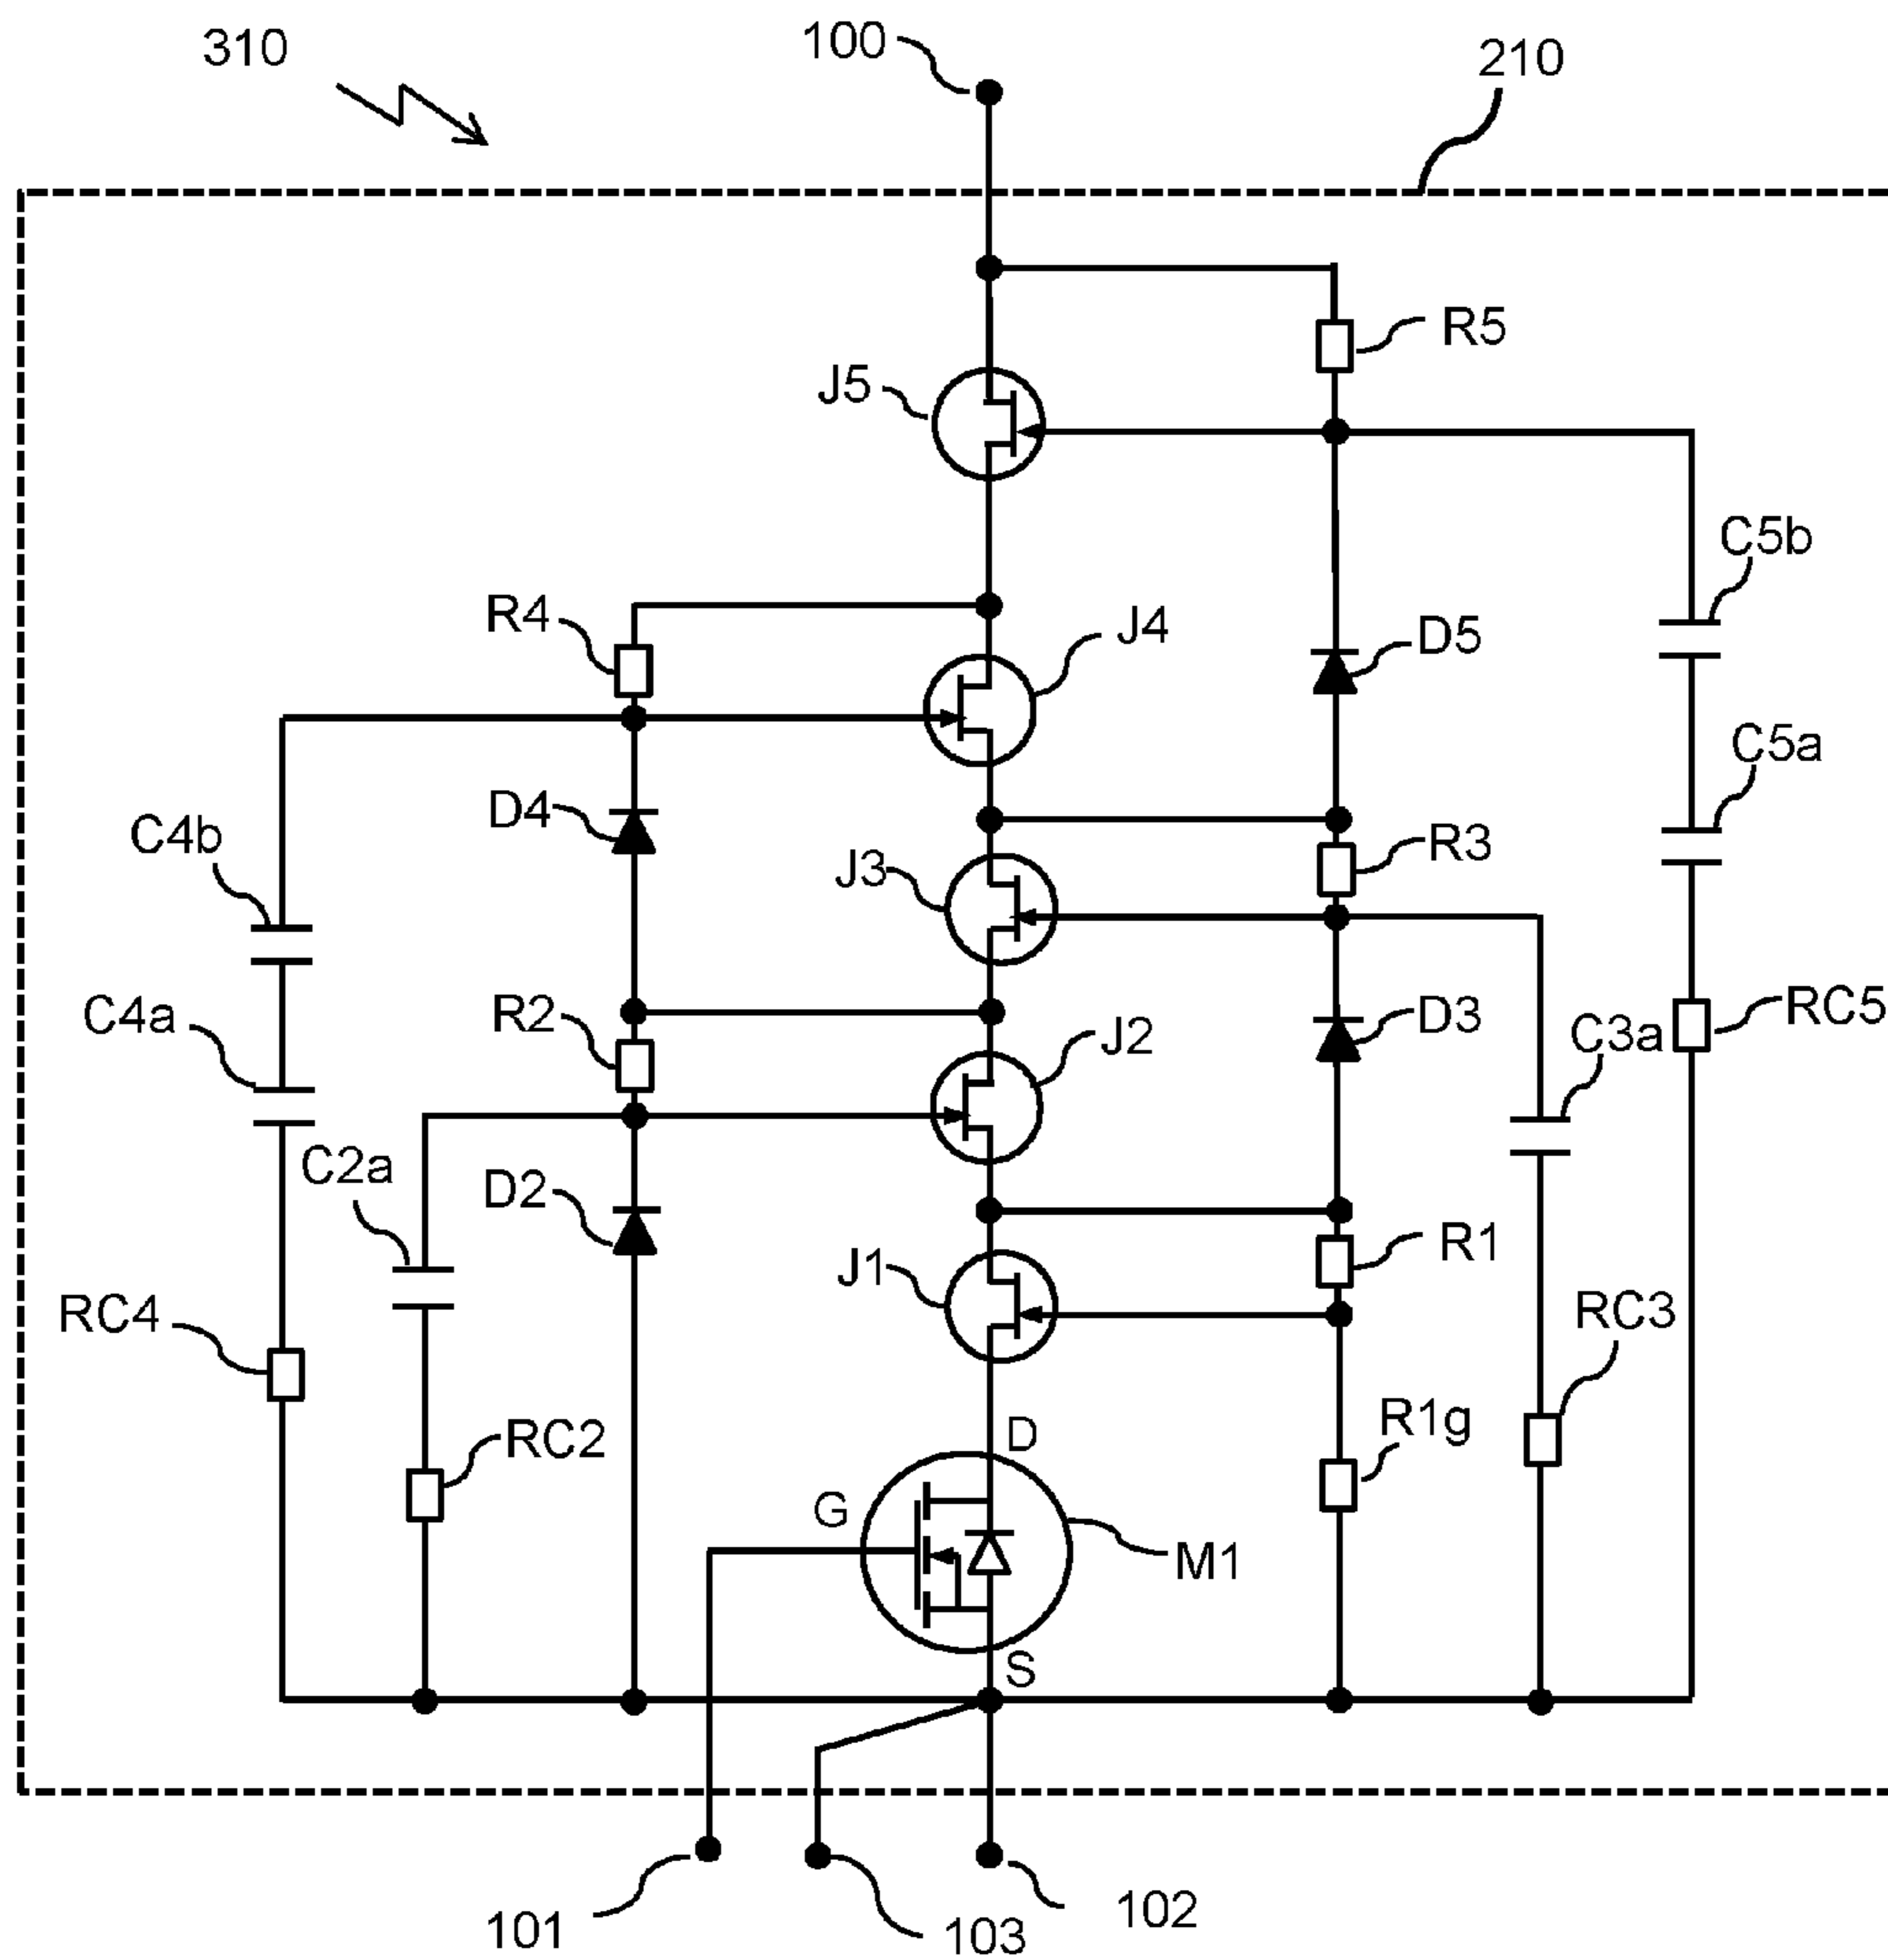 310
100
210
R5
J5
C5b
R4
J4
D5
C5a
D4
C4b
R3
J3
C4a
R2
RC5
D3
J2
C3a
C2a
D2
R1
J1
RC4
RC3
D
R1g
RC2
G
M1
S
101
103
102